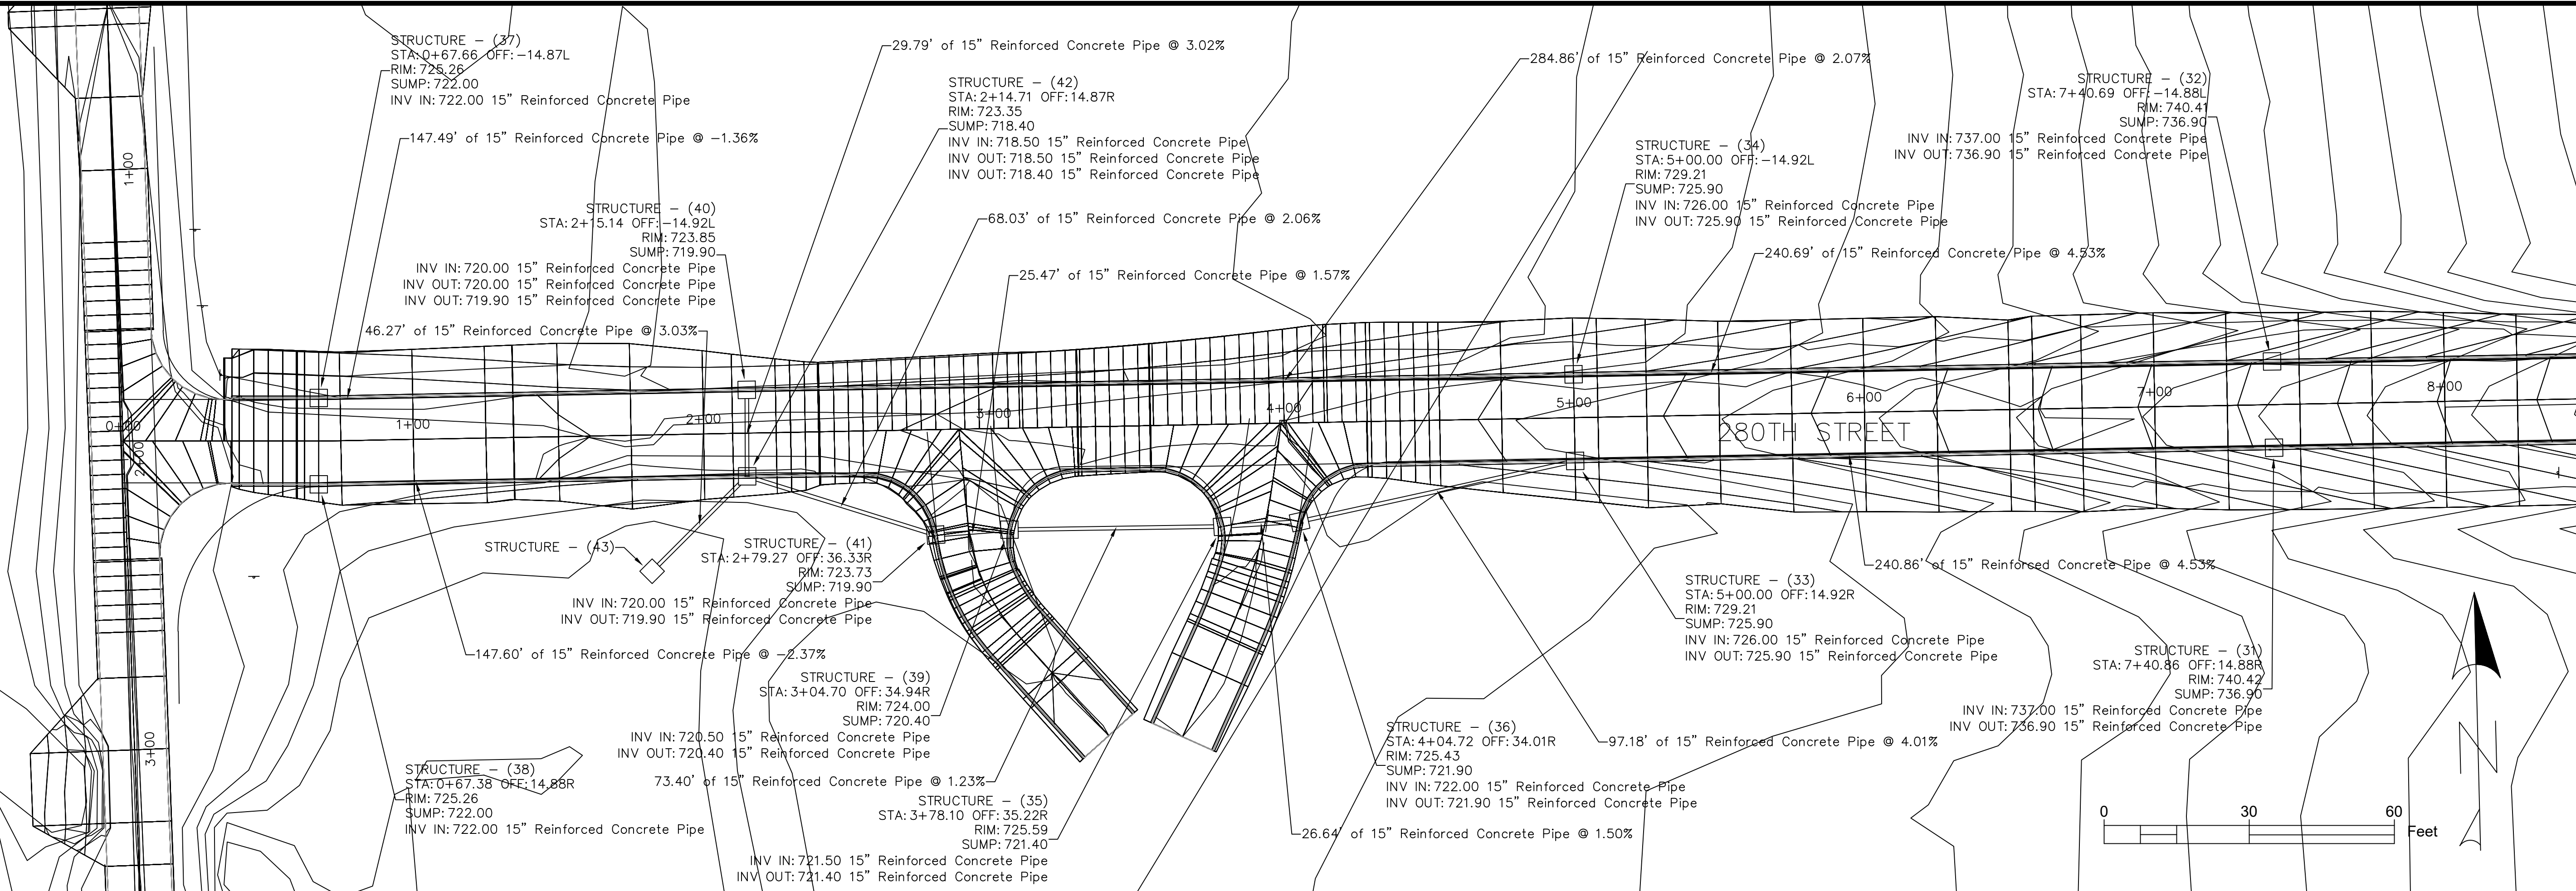 STRUCTURE – (37)
STA: 0+67.66 OFF: –14.87L
RIM: 725.26
SUMP: 722.00
INV IN: 722.00 15” Reinforced Concrete Pipe
147.49’ of 15” Reinforced Concrete Pipe @ –1.36%
STRUCTURE – (40)
STA: 2+15.14 OFF: –14.92L
RIM: 723.85
SUMP: 719.90
INV IN: 720.00 15” Reinforced Concrete Pipe
INV OUT: 720.00 15” Reinforced Concrete Pipe
INV OUT: 719.90 15” Reinforced Concrete Pipe
46.27’ of 15” Reinforced Concrete Pipe @ 3.03%
29.79’ of 15” Reinforced Concrete Pipe @ 3.02%
STRUCTURE – (42)
STA: 2+14.71 OFF: 14.87R
RIM: 723.35
SUMP: 718.40
INV IN: 718.50 15” Reinforced Concrete Pipe
INV OUT: 718.50 15” Reinforced Concrete Pipe
INV OUT: 718.40 15” Reinforced Concrete Pipe
68.03’ of 15” Reinforced Concrete Pipe @ 2.06%
25.47’ of 15” Reinforced Concrete Pipe @ 1.57%
284.86’ of 15” Reinforced Concrete Pipe @ 2.07%
STRUCTURE – (34)
STA: 5+00.00 OFF: –14.92L
RIM: 729.21
SUMP: 725.90
INV IN: 726.00 15” Reinforced Concrete Pipe
INV OUT: 725.90 15” Reinforced Concrete Pipe
240.69’ of 15” Reinforced Concrete Pipe @ 4.53%
STRUCTURE – (32)
STA: 7+40.69 OFF: –14.88L
RIM: 740.41
SUMP: 736.90
INV IN: 737.00 15” Reinforced Concrete Pipe
INV OUT: 736.90 15” Reinforced Concrete Pipe
1+00
0+00
2+00
3+00
1+00
2+00
3+00
4+00
5+00
6+00
7+00
8+00
280TH STREET
STRUCTURE – (43)
STRUCTURE – (41)
STA: 2+79.27 OFF: 36.33R
RIM: 723.73
SUMP: 719.90
INV IN: 720.00 15” Reinforced Concrete Pipe
INV OUT: 719.90 15” Reinforced Concrete Pipe
147.60’ of 15” Reinforced Concrete Pipe @ –2.37%
STRUCTURE – (39)
STA: 3+04.70 OFF: 34.94R
RIM: 724.00
SUMP: 720.40
INV IN: 720.50 15” Reinforced Concrete Pipe
INV OUT: 720.40 15” Reinforced Concrete Pipe
73.40’ of 15” Reinforced Concrete Pipe @ 1.23%
STRUCTURE – (38)
STA: 0+67.38 OFF: 14.88R
RIM: 725.26
SUMP: 722.00
INV IN: 722.00 15” Reinforced Concrete Pipe
STRUCTURE – (35)
STA: 3+78.10 OFF: 35.22R
RIM: 725.59
SUMP: 721.40
INV IN: 721.50 15” Reinforced Concrete Pipe
INV OUT: 721.40 15” Reinforced Concrete Pipe
STRUCTURE – (36)
STA: 4+04.72 OFF: 34.01R
RIM: 725.43
SUMP: 721.90
INV IN: 722.00 15” Reinforced Concrete Pipe
INV OUT: 721.90 15” Reinforced Concrete Pipe
26.64’ of 15” Reinforced Concrete Pipe @ 1.50%
97.18’ of 15” Reinforced Concrete Pipe @ 4.01%
STRUCTURE – (33)
STA: 5+00.00 OFF: 14.92R
RIM: 729.21
SUMP: 725.90
INV IN: 726.00 15” Reinforced Concrete Pipe
INV OUT: 725.90 15” Reinforced Concrete Pipe
240.86’ of 15” Reinforced Concrete Pipe @ 4.53%
STRUCTURE – (31)
STA: 7+40.86 OFF: 14.88R
RIM: 740.42
SUMP: 736.90
INV IN: 737.00 15” Reinforced Concrete Pipe
INV OUT: 736.90 15” Reinforced Concrete Pipe
N
0 30 60
Feet